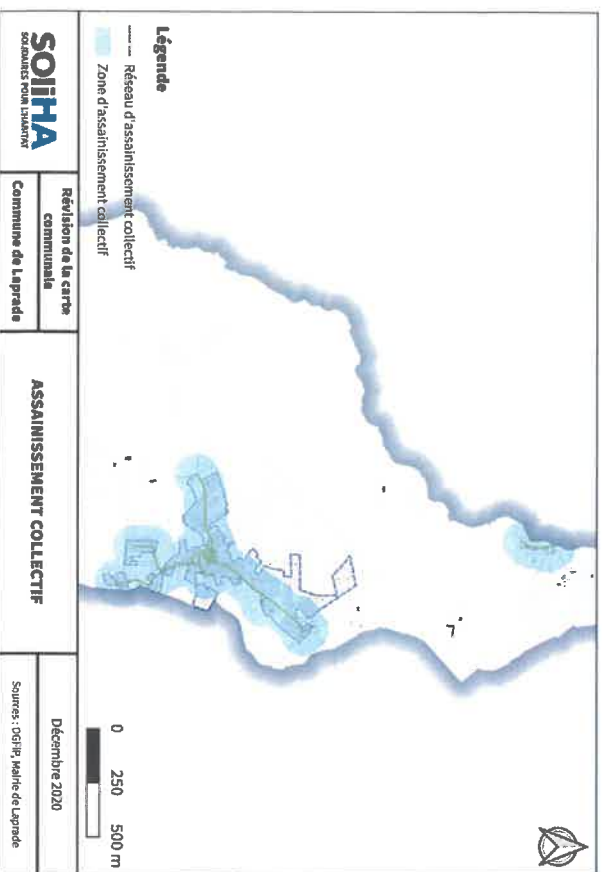 Légende
Réseau d'assainissement collectif
Zone d'assainissement collectif
0 250 500 m
SOliHA
SOLIDAIRES POUR L'HABITAT
Révision de la carte
communale
Commune de Laprade
ASSAINISSEMENT COLLECTIF
Décembre 2020
Sources : DGFIP, Mairie de Laprade